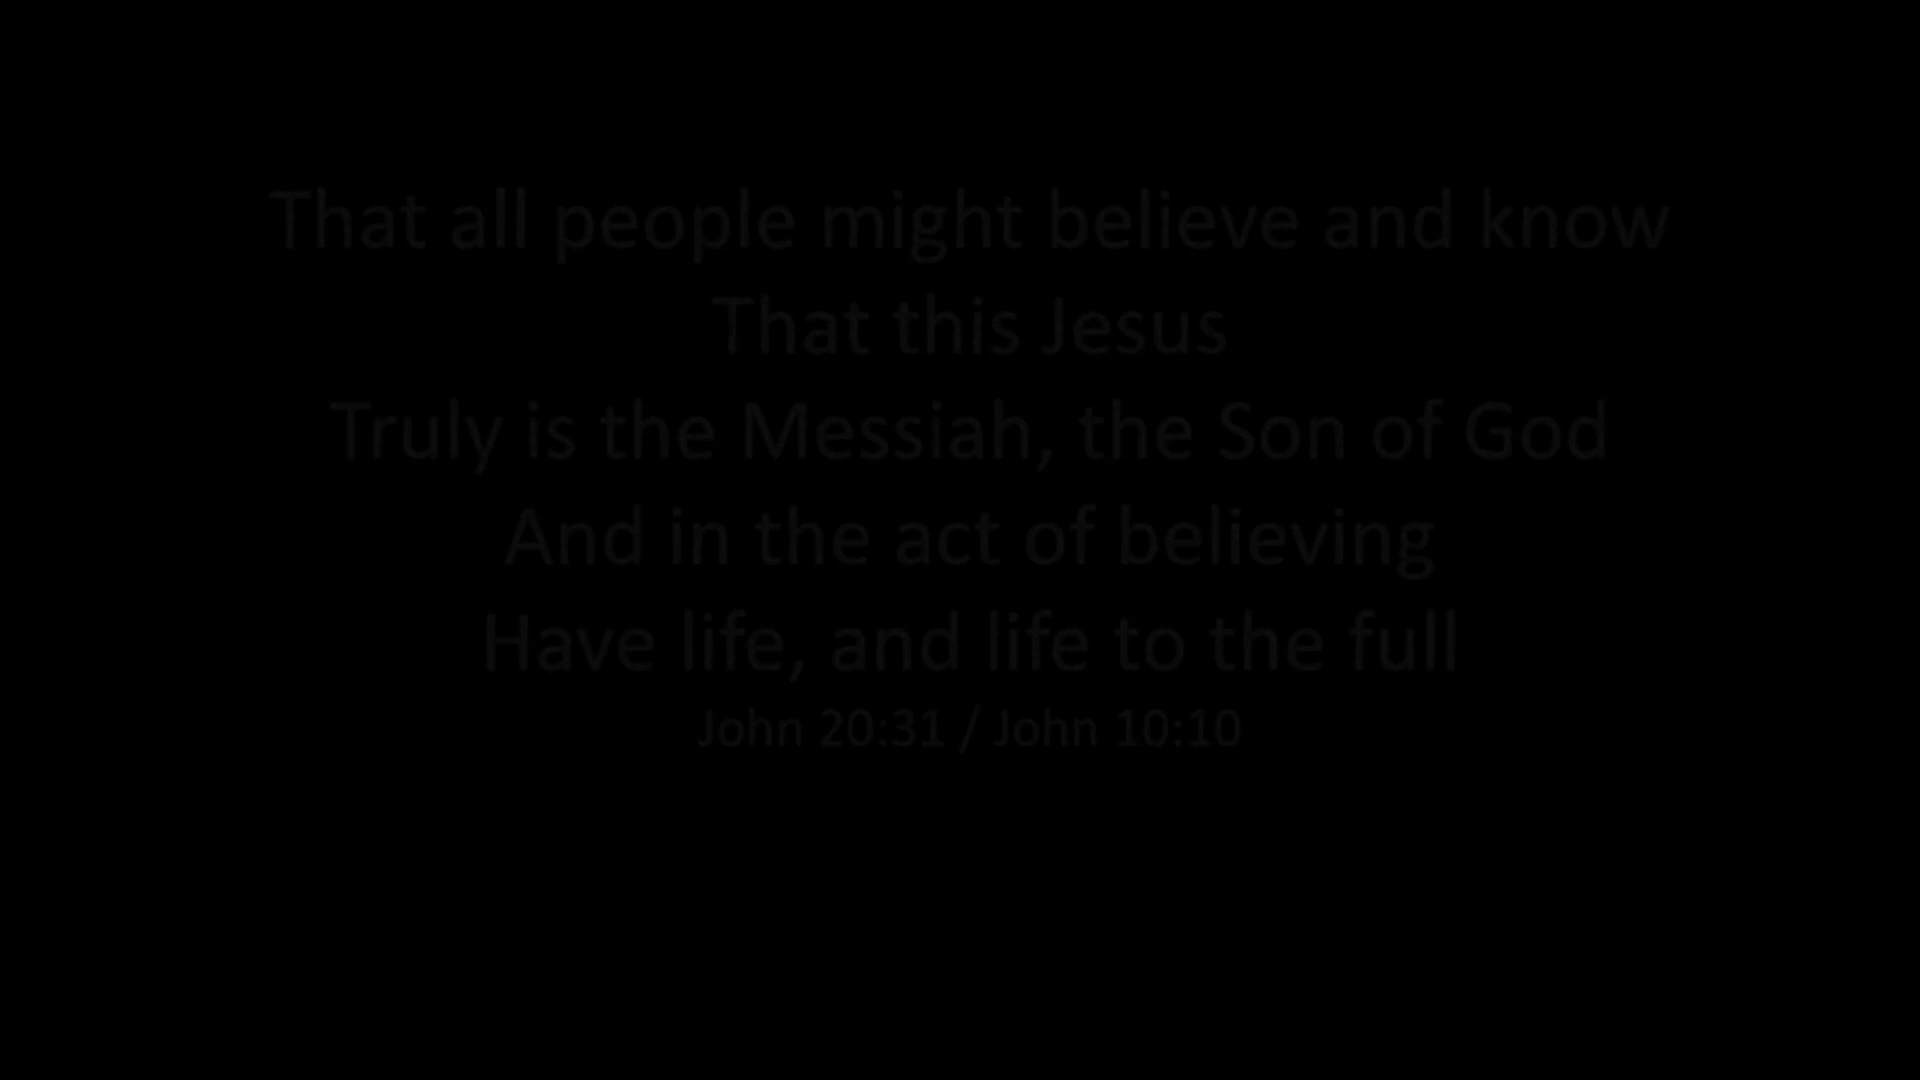 That all people might believe and know
That this Jesus
Truly is the Messiah, the Son of God
And in the act of believing
Have life, and life to the full
John 20:31 / John 10:10